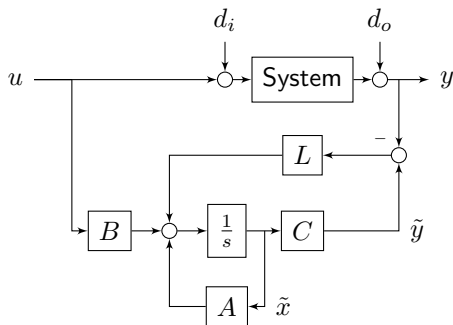 d_i d_o
u System y
−
L
B 1/s C ỹ
A x̃